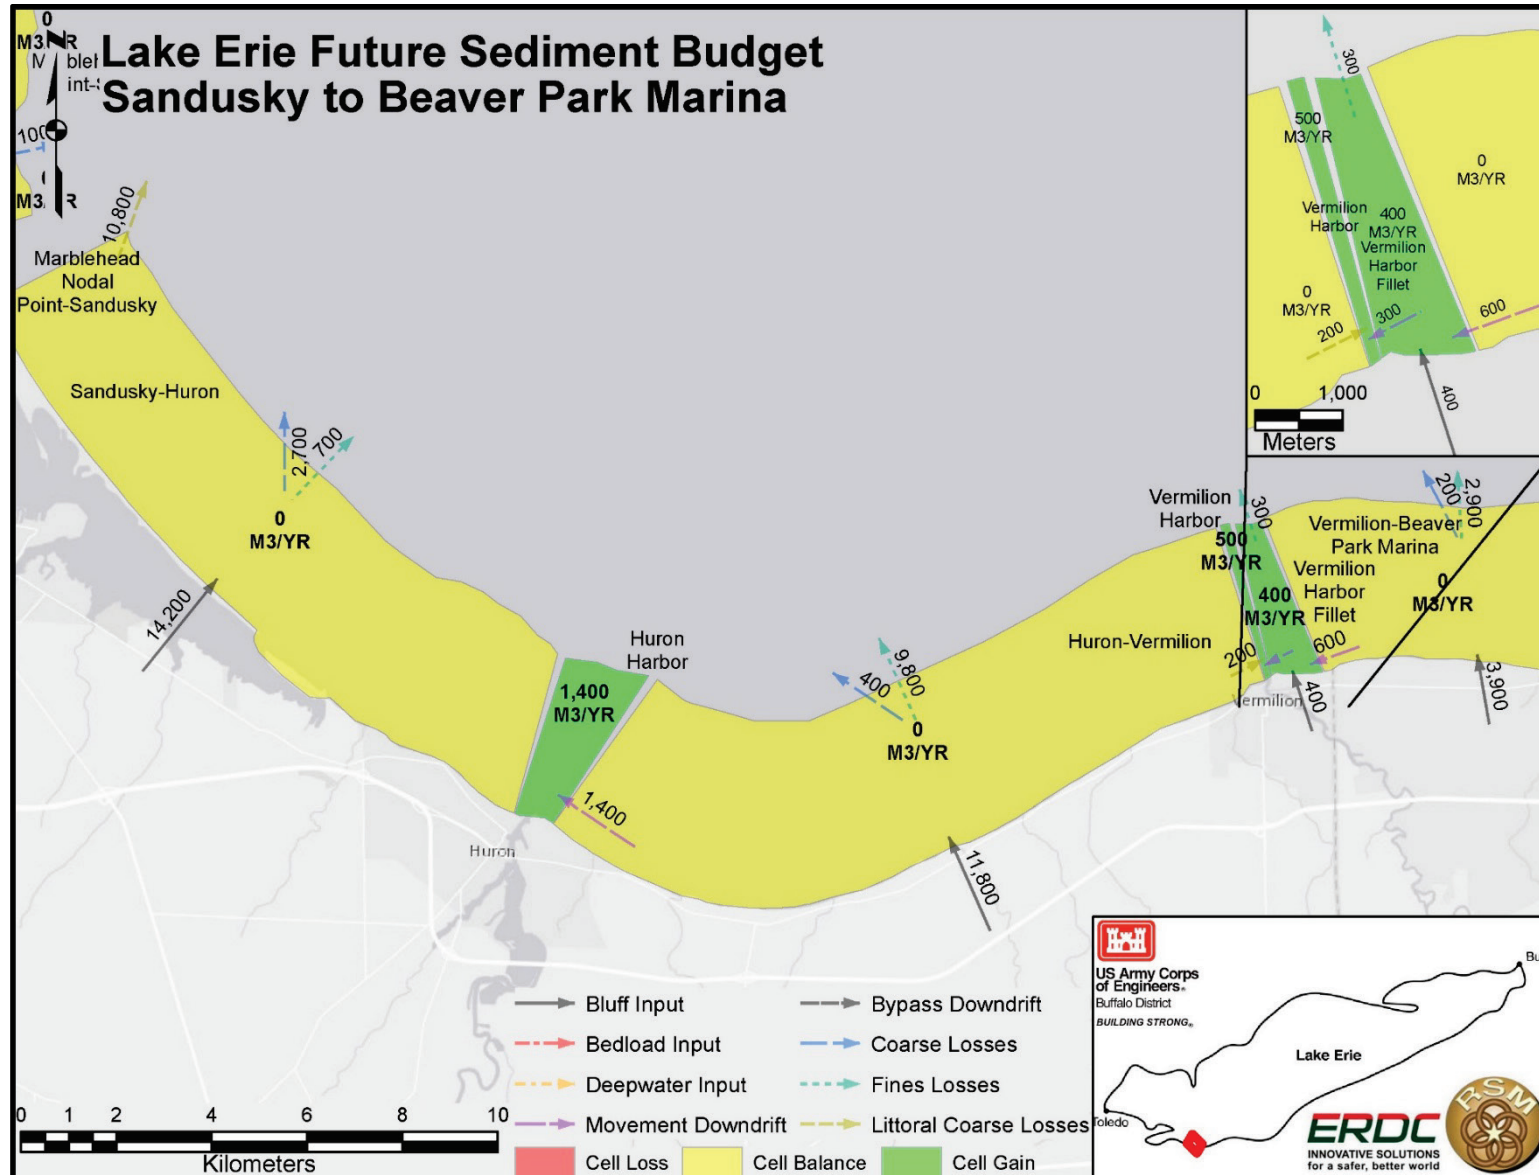 Lake Erie Future Sediment Budget
Sandusky to Beaver Park Marina
0
M3/YR
N
100
10,800
Marblehead
Nodal
Point-Sandusky
Sandusky-Huron
2,700
700
0
M3/YR
14,200
Huron
Harbor
1,400
M3/YR
1,400
Huron
400
9,800
0
M3/YR
11,800
Huron-Vermilion
Vermilion
Harbor
300
500
M3/YR
400
M3/YR
200
600
400
Vermilion
Vermilion-Beaver
Park Marina
Vermilion
Harbor
Fillet
200
2,900
0
M3/YR
3,900
300
500
M3/YR
0
M3/YR
Vermilion
Harbor
400
M3/YR
Vermilion
Harbor
Fillet
0
M3/YR
200
300
600
400
0 1,000
Meters
Bluff Input
Bypass Downdrift
Bedload Input
Coarse Losses
Deepwater Input
Fines Losses
Movement Downdrift
Littoral Coarse Losses
Cell Loss
Cell Balance
Cell Gain
0 1 2 4 6 8 10
Kilometers
US Army Corps
of Engineers®
Buffalo District
BUILDING STRONG®
Bu
Lake Erie
Toledo
ERDC
INNOVATIVE SOLUTIONS
for a safer, better world
RSM